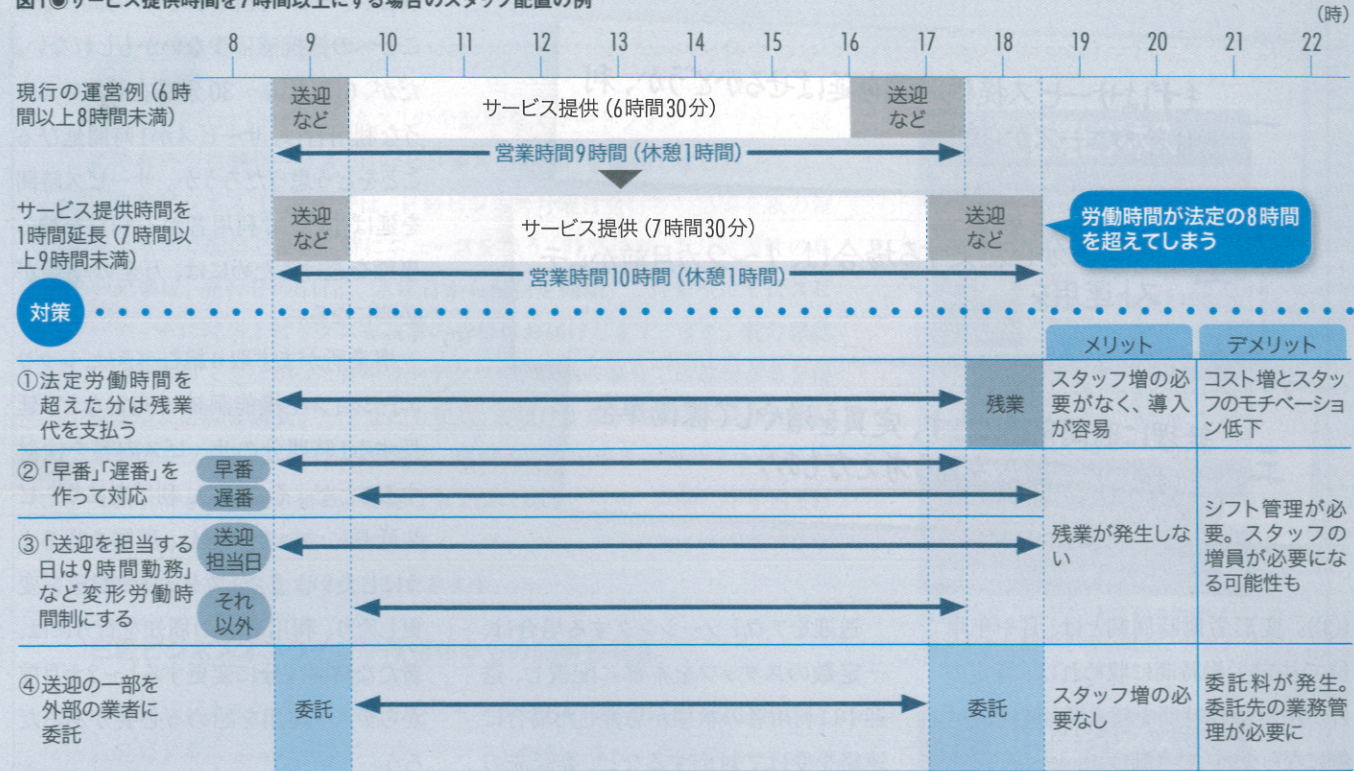 図1●サービス提供時間を7時間以上にする場合のスタッフ配置の例
(時)
8 9 10 11 12 13 14 15 16 17 18 19 20 21 22
現行の運営例(6時
間以上8時間未満)
送迎
など
サービス提供(6時間30分)
送迎
など
営業時間9時間(休憩1時間)
サービス提供時間を
1時間延長(7時間以
上9時間未満)
送迎
など
サービス提供(7時間30分)
送迎
など
労働時間が法定の8時間
を超えてしまう
営業時間10時間(休憩1時間)
対策
メリット
デメリット
①法定労働時間を
超えた分は残業
代を支払う
残業
スタッフ増の必
要がなく、導入
が容易
コスト増とスタッ
フのモチベーショ
ン低下
②「早番」「遅番」を
作って対応
早番
遅番
③「送迎を担当する
日は9時間勤務」
など変形労働時
間制にする
送迎
担当日
それ
以外
残業が発生しな
い
シフト管理が必
要。スタッフの
増員が必要にな
る可能性も
④送迎の一部を
外部の業者に
委託
委託
委託
スタッフ増の必
要なし
委託料が発生。
委託先の業務管
理が必要に